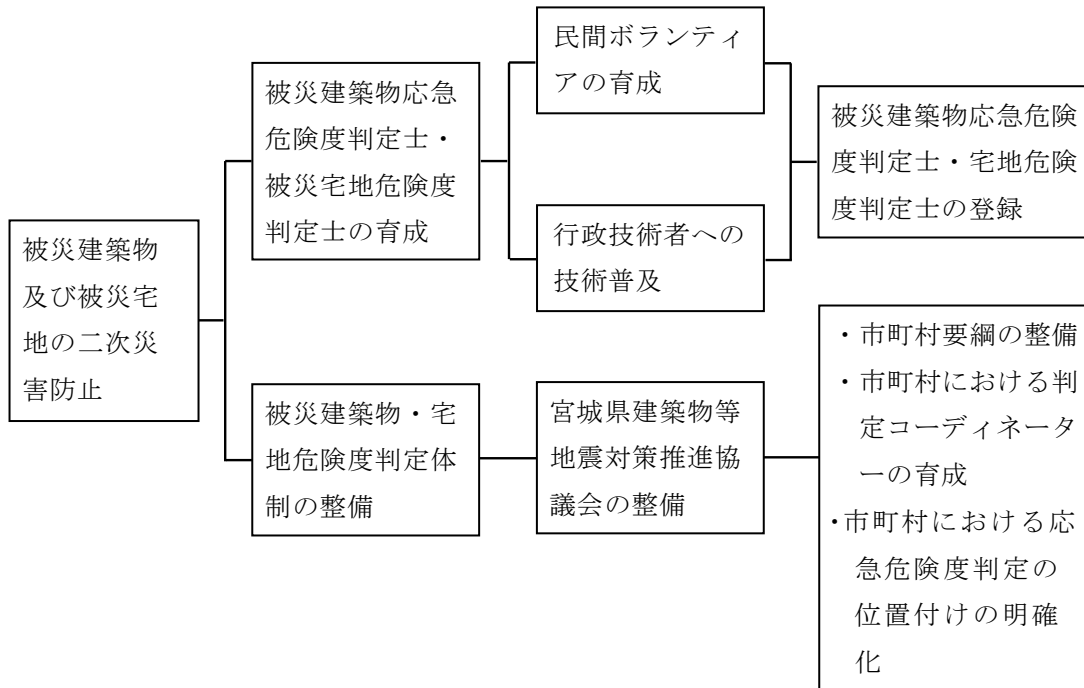 被災建築物
及び被災宅
地の二次災
害防止
被災建築物応急
危険度判定士・
被災宅地危険度
判定士の育成
民間ボランティ
アの育成
行政技術者への
技術普及
被災建築物応急危険
度判定士・宅地危険
度判定士の登録
被災建築物・宅
地危険度判定体
制の整備
宮城県建築物等
地震対策推進協
議会の整備
・市町村要綱の整備
・市町村における判
定コーディネータ
ーの育成
・市町村における応
急危険度判定の
位置付けの明確
化